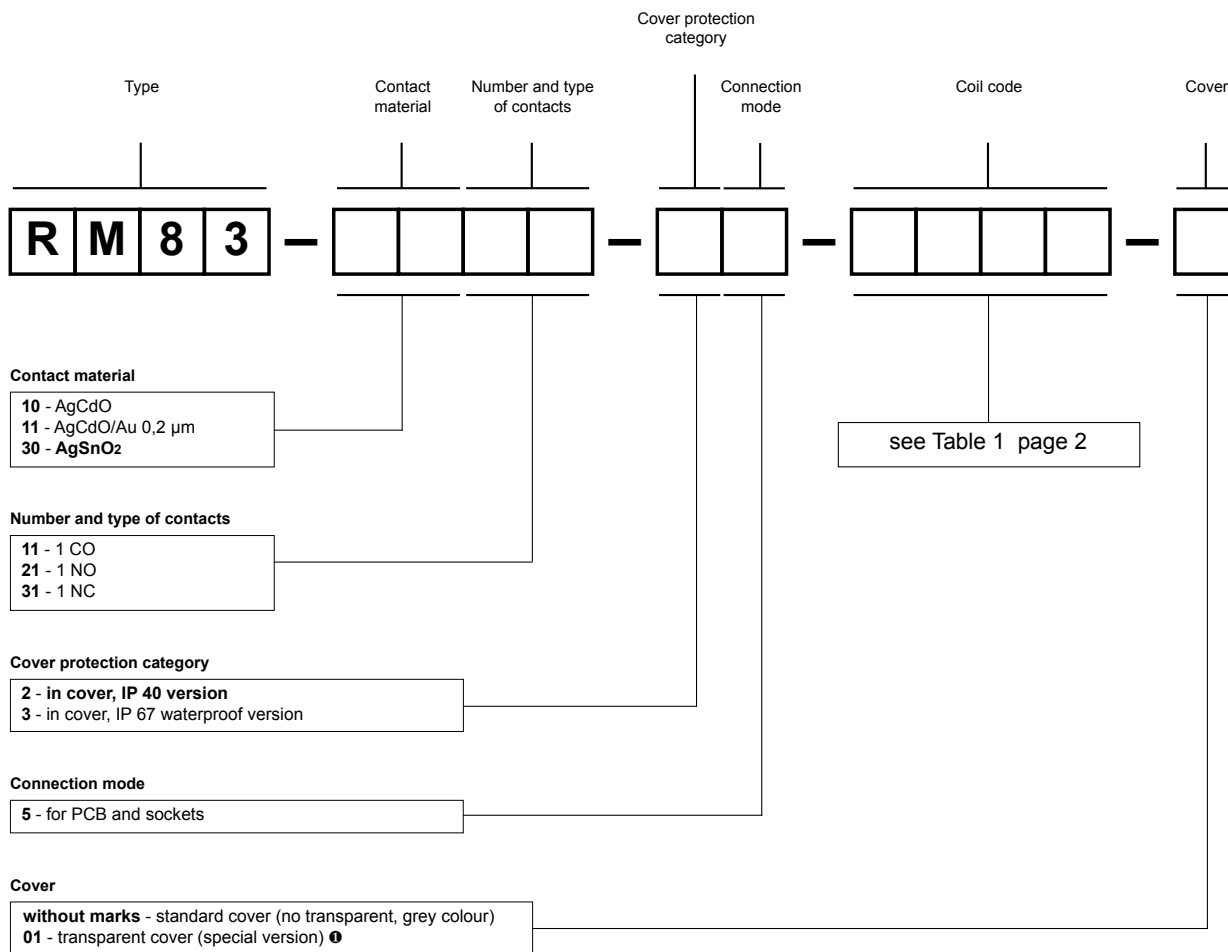 Cover protection
category
Type
Contact
material
Number and type
of contacts
Connection
mode
Coil code
Cover
R M 8 3 – – – –
Contact material
10 - AgCdO
11 - AgCdO/Au 0,2 µm
30 - AgSnO2
see Table 1 page 2
Number and type of contacts
11 - 1 CO
21 - 1 NO
31 - 1 NC
Cover protection category
2 - in cover, IP 40 version
3 - in cover, IP 67 waterproof version
Connection mode
5 - for PCB and sockets
Cover
without marks - standard cover (no transparent, grey colour)
01 - transparent cover (special version) ❶